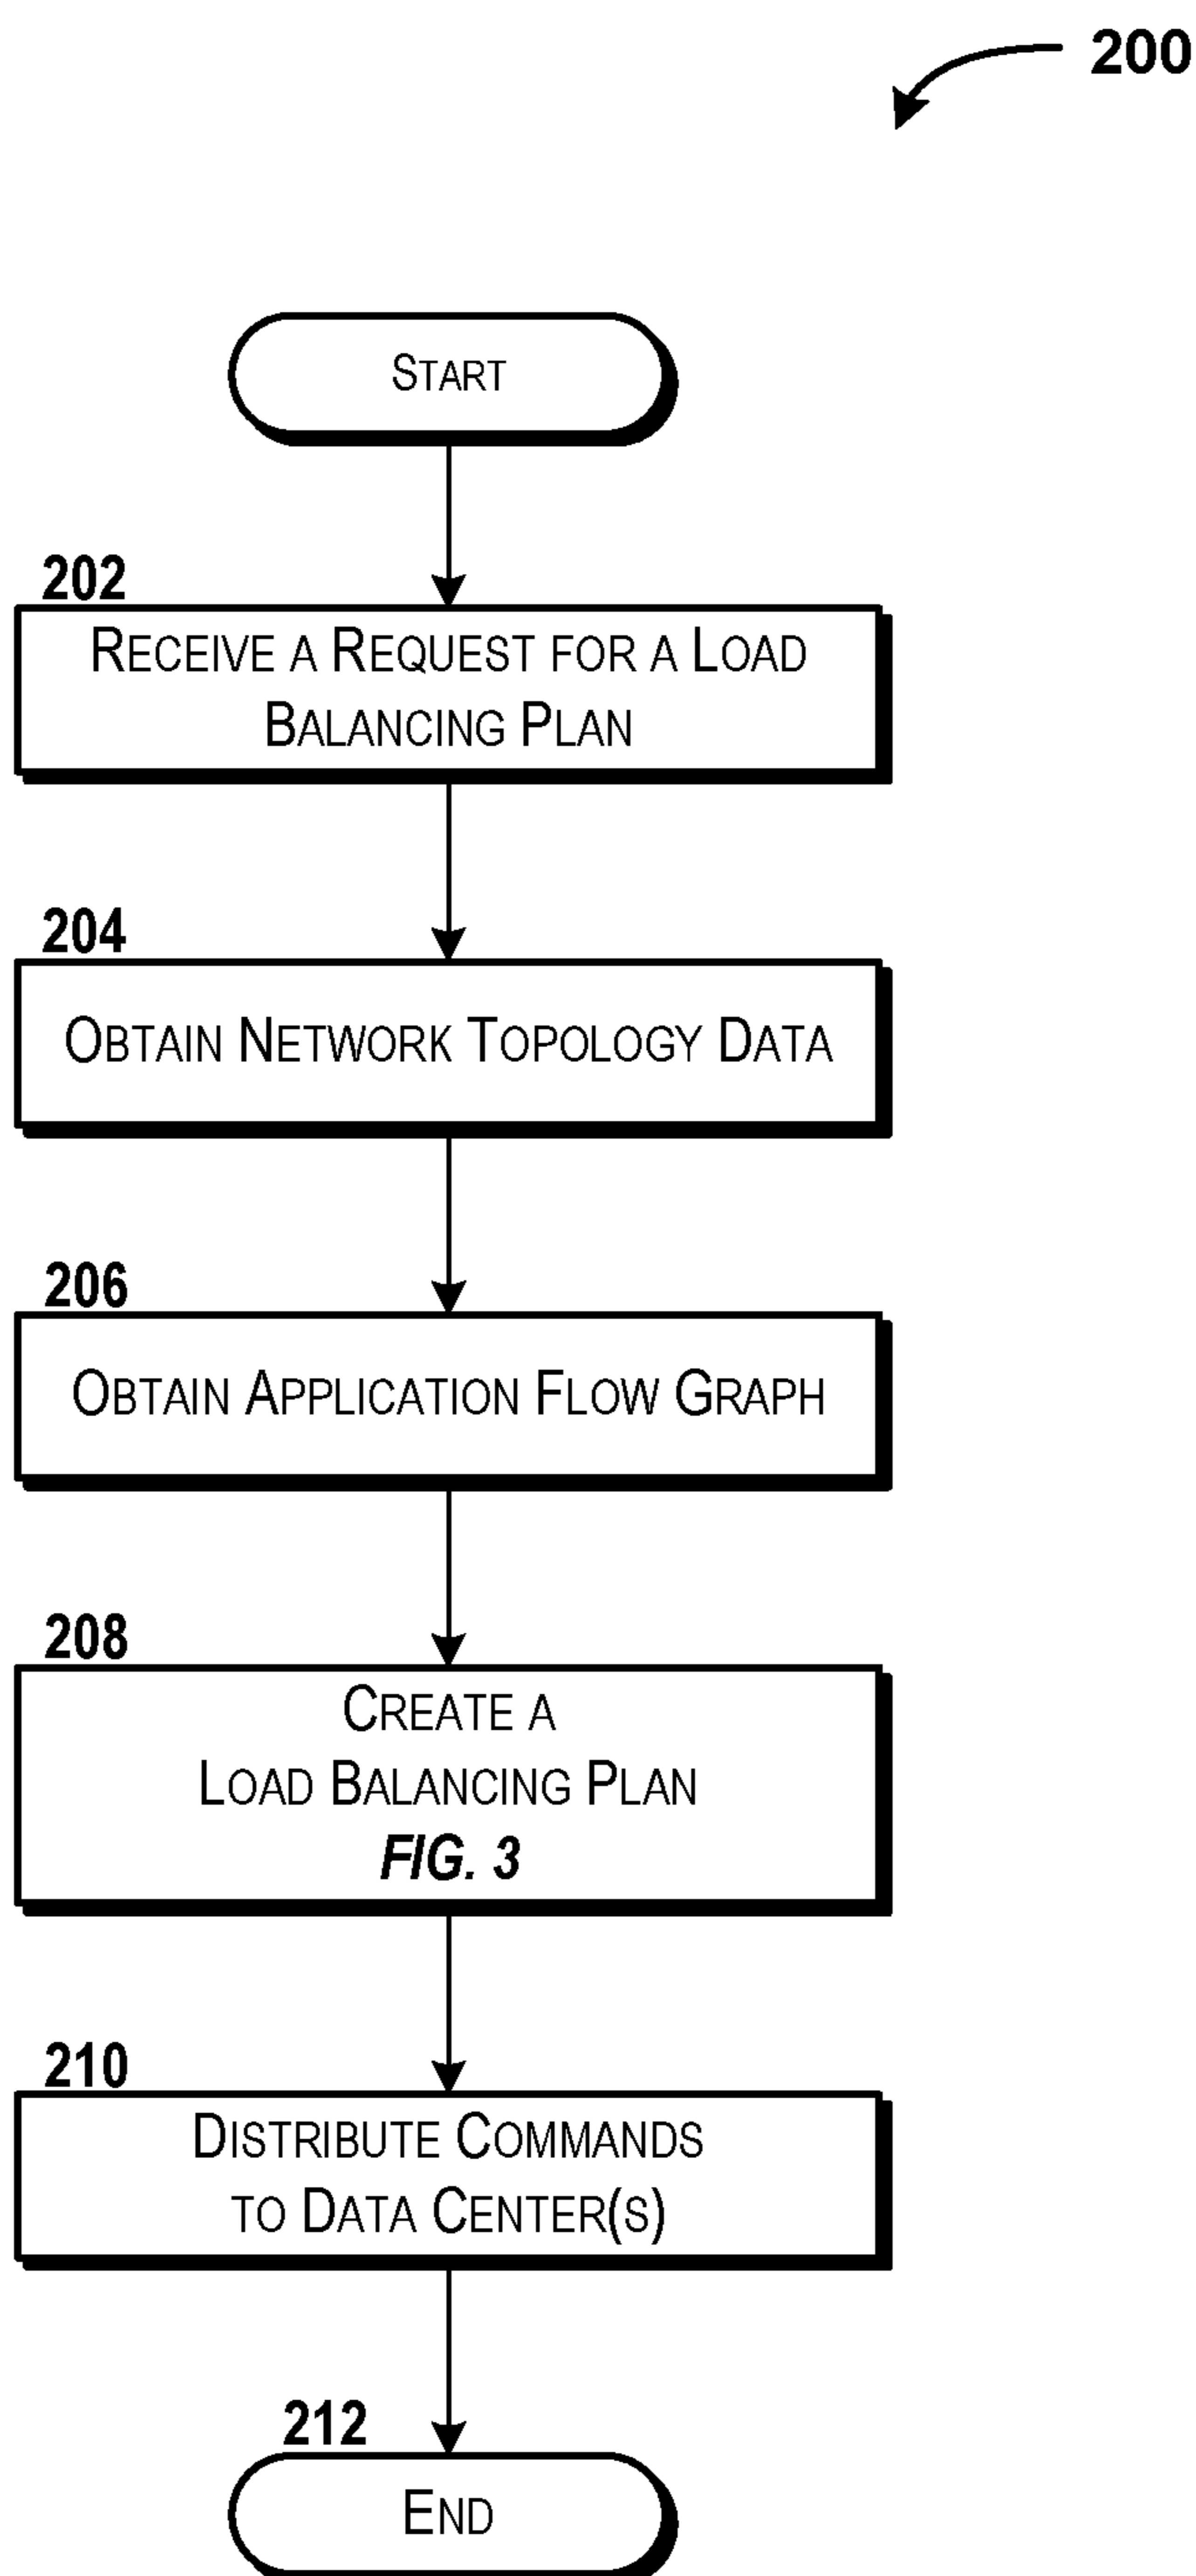 200
START
202
RECEIVE A REQUEST FOR A LOAD
BALANCING PLAN
204
OBTAIN NETWORK TOPOLOGY DATA
206
OBTAIN APPLICATION FLOW GRAPH
208
CREATE A
LOAD BALANCING PLAN
FIG. 3
210
DISTRIBUTE COMMANDS
TO DATA CENTER(S)
212
END